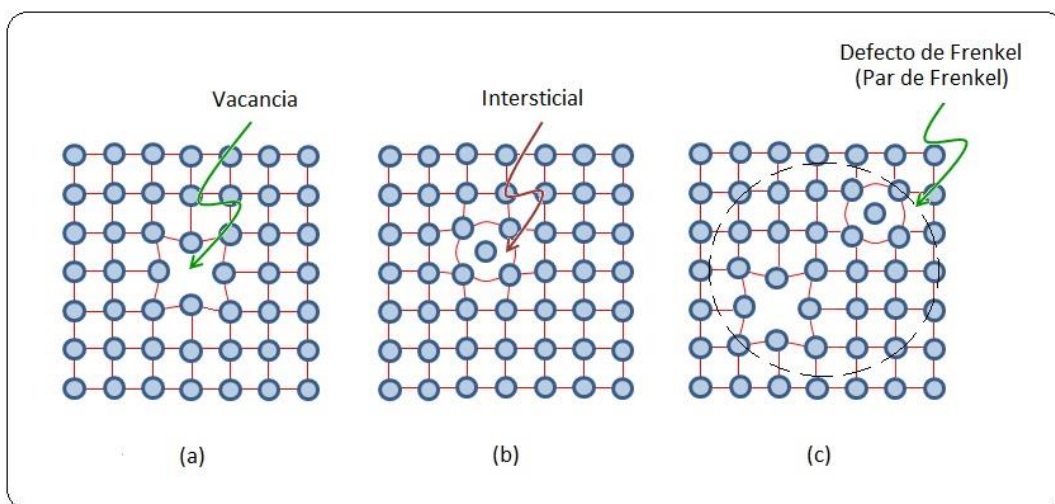 Vacancia
Intersticial
Defecto de Frenkel
(Par de Frenkel)
(a)
(b)
(c)